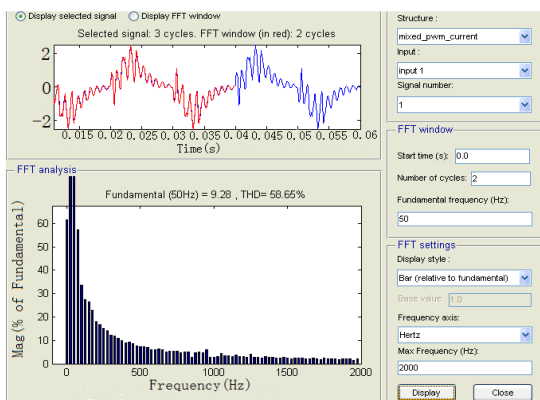 Display selected signal Display FFT window
Selected signal: 3 cycles. FFT window (in red): 2 cycles
2
0
-2
0.015 0.02 0.025 0.03 0.035 0.04 0.045 0.05 0.055 0.06
Time(s)
FFT analysis
Fundamental (50Hz) = 9.28 , THD= 58.65%
Mag(% of Fundamental)
60
50
40
30
20
10
0
0 500 1000 1500 2000
Frequency(Hz)
Structure :
mixed_pwm_current
Input :
input 1
Signal number:
1
FFT window
Start time (s): 0.0
Number of cycles: 2
Fundamental frequency (Hz):
50
FFT settings
Display style :
Bar (relative to fundamental)
Base value: 1.0
Frequency axis:
Hertz
Max Frequency (Hz):
2000
Display Close